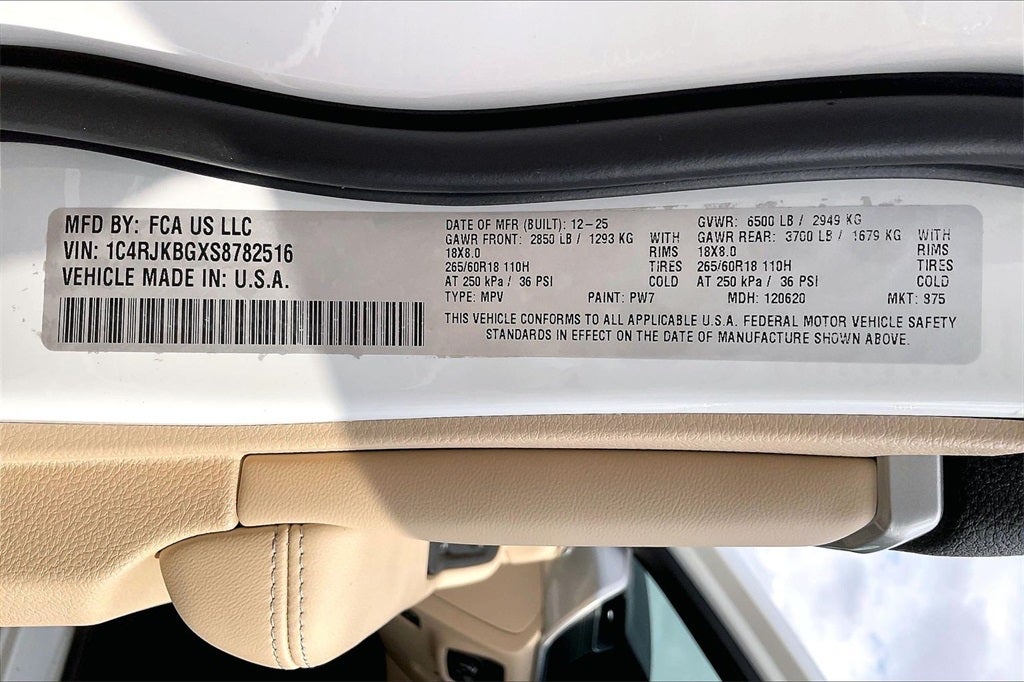 MFD BY: FCA US LLC
VIN: 1C4RJKBGXS8782516
VEHICLE MADE IN: U.S.A.
DATE OF MFR (BUILT): 12-25
GAWR FRONT: 2850 LB / 1293 KG WITH
18X8.0 RIMS
265/60R18 110H TIRES
AT 250 kPa / 36 PSI COLD
GVWR: 6500 LB / 2949 KG
GAWR REAR: 3700 LB / 1679 KG WITH
18X8.0 RIMS
265/60R18 110H TIRES
AT 250 kPa / 36 PSI COLD
TYPE: MPV PAINT: PW7 MDH: 120620 MKT: 975
THIS VEHICLE CONFORMS TO ALL APPLICABLE U.S.A. FEDERAL MOTOR VEHICLE SAFETY
STANDARDS IN EFFECT ON THE DATE OF MANUFACTURE SHOWN ABOVE.